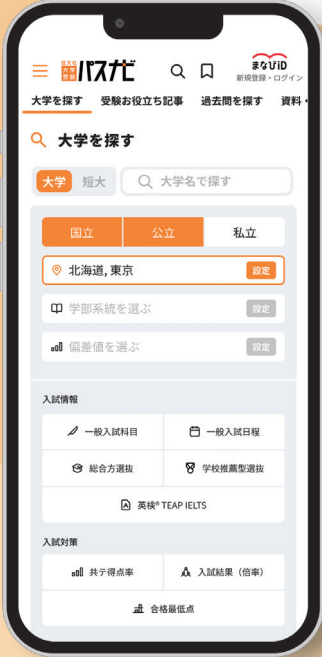 旺文社 大学受験 パスナビ
まなびID
新規登録・ログイン
大学を探す 受験お役立ち記事 過去問を探す 資料・
大学を探す
大学 短大 大学名で探す
国立 公立 私立
北海道, 東京 設定
学部系統を選ぶ 設定
偏差値を選ぶ 設定
入試情報
一般入試科目 一般入試日程
総合方選抜 学校推薦型選抜
英検® TEAP IELTS
入試対策
共テ得点率 入試結果（倍率）
合格最低点